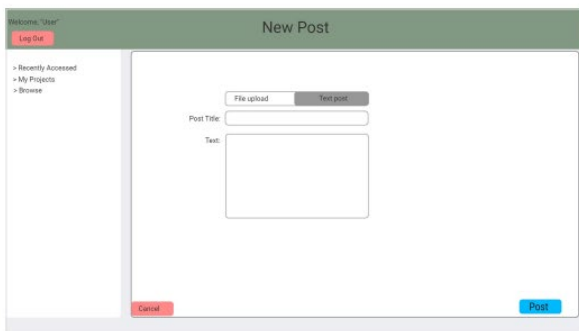 Welcome, "User"
Log Out
New Post
> Recently Accessed
> My Projects
> Browse
File upload
Text post
Post Title:
Text:
Cancel
Post